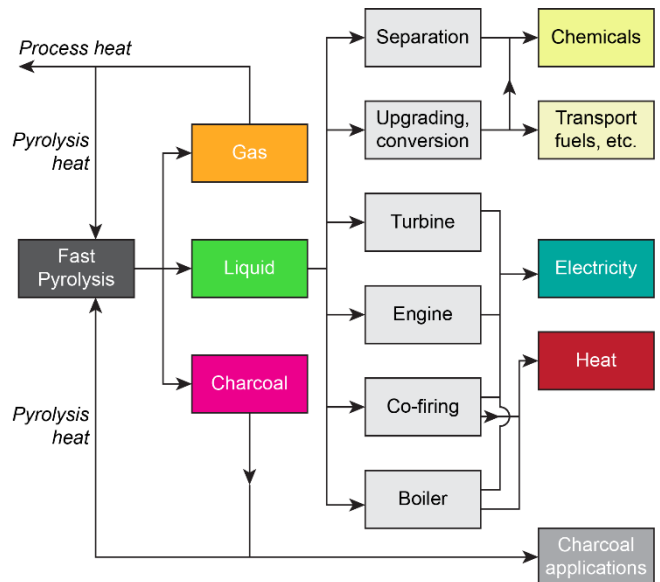 Process heat
Separation
Chemicals
Pyrolysis
heat
Gas
Upgrading,
conversion
Transport
fuels, etc.
Turbine
Fast
Pyrolysis
Liquid
Electricity
Engine
Heat
Charcoal
Pyrolysis
heat
Co-firing
Boiler
Charcoal
applications